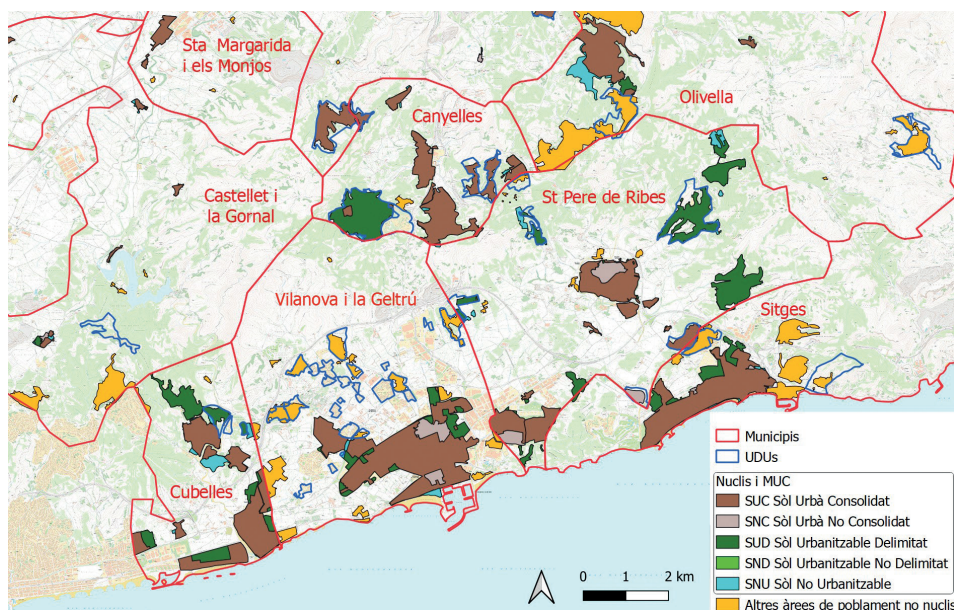 Sta Margarida
i els Monjos
Canyelles
Olivella
Castellet i
la Gornal
St Pere de Ribes
Vilanova i la Geltrú
Sitges
Cubelles
0 1 2 km
Municipis
UDUs
Nuclis i MUC
SUC Sòl Urbà Consolidat
SNC Sòl Urbà No Consolidat
SUD Sòl Urbanitzable Delimitat
SND Sòl Urbanitzable No Delimitat
SNU Sòl No Urbanitzable
Altres àrees de poblament no nuclis